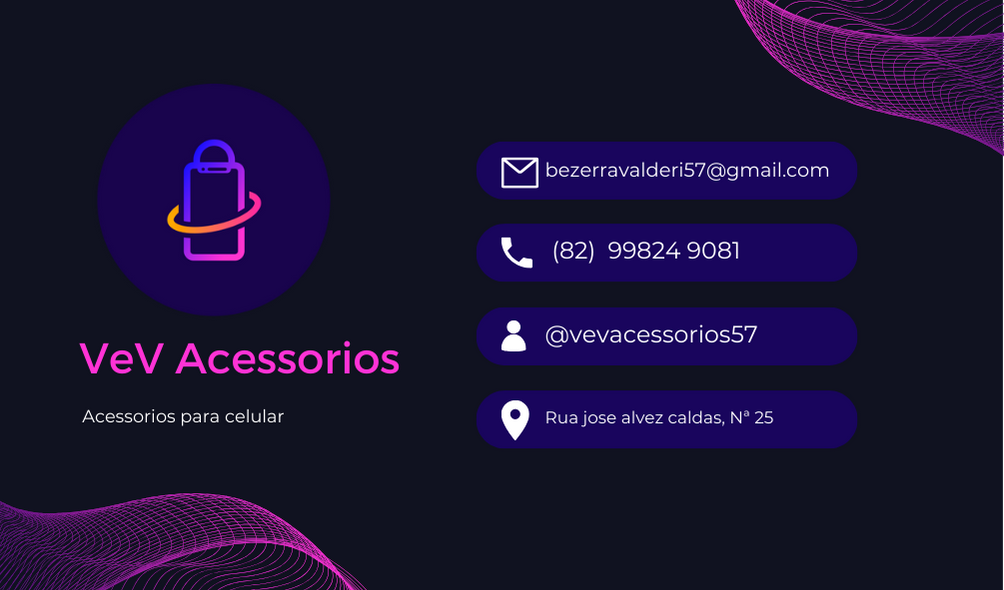 bezerravalderi57@gmail.com
(82) 99824 9081
@vevacessorios57
Rua jose alvez caldas, Nª 25
VeV Acessorios
Acessorios para celular